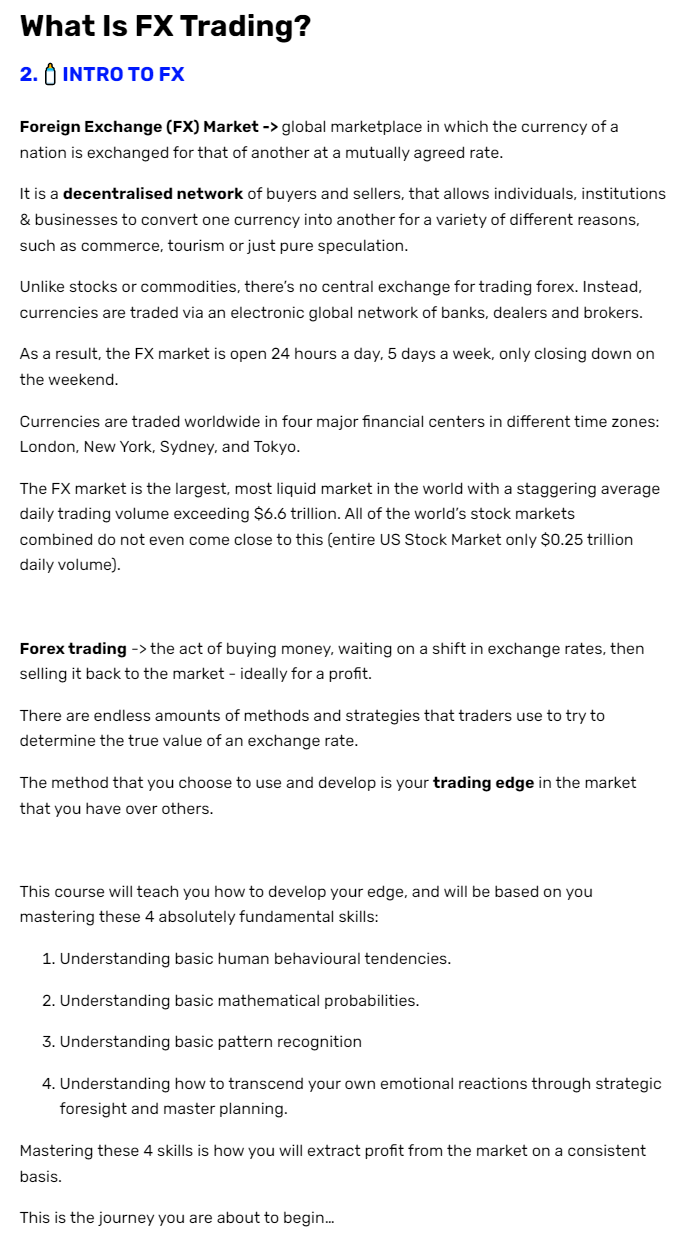 What Is FX Trading?
2. 🍼 INTRO TO FX
Foreign Exchange (FX) Market -> global marketplace in which the currency of a
nation is exchanged for that of another at a mutually agreed rate.
It is a decentralised network of buyers and sellers, that allows individuals, institutions
& businesses to convert one currency into another for a variety of different reasons,
such as commerce, tourism or just pure speculation.
Unlike stocks or commodities, there's no central exchange for trading forex. Instead,
currencies are traded via an electronic global network of banks, dealers and brokers.
As a result, the FX market is open 24 hours a day, 5 days a week, only closing down on
the weekend.
Currencies are traded worldwide in four major financial centers in different time zones:
London, New York, Sydney, and Tokyo.
The FX market is the largest, most liquid market in the world with a staggering average
daily trading volume exceeding $6.6 trillion. All of the world's stock markets
combined do not even come close to this (entire US Stock Market only $0.25 trillion
daily volume).
Forex trading -> the act of buying money, waiting on a shift in exchange rates, then
selling it back to the market - ideally for a profit.
There are endless amounts of methods and strategies that traders use to try to
determine the true value of an exchange rate.
The method that you choose to use and develop is your trading edge in the market
that you have over others.
This course will teach you how to develop your edge, and will be based on you
mastering these 4 absolutely fundamental skills:
1. Understanding basic human behavioural tendencies.
2. Understanding basic mathematical probabilities.
3. Understanding basic pattern recognition
4. Understanding how to transcend your own emotional reactions through strategic
foresight and master planning.
Mastering these 4 skills is how you will extract profit from the market on a consistent
basis.
This is the journey you are about to begin...